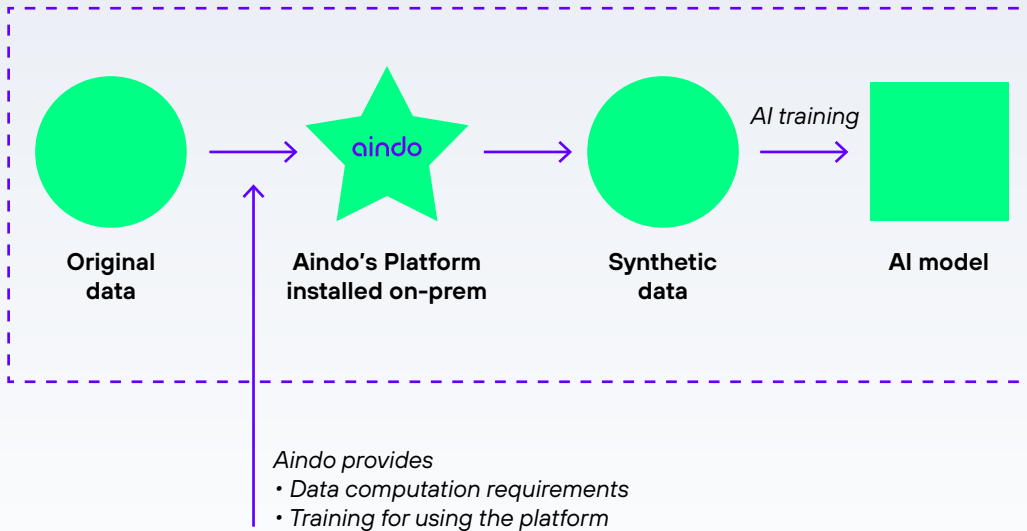 aindo
AI training
Original
data
Aindo's Platform
installed on-prem
Synthetic
data
AI model
Aindo provides
• Data computation requirements
• Training for using the platform